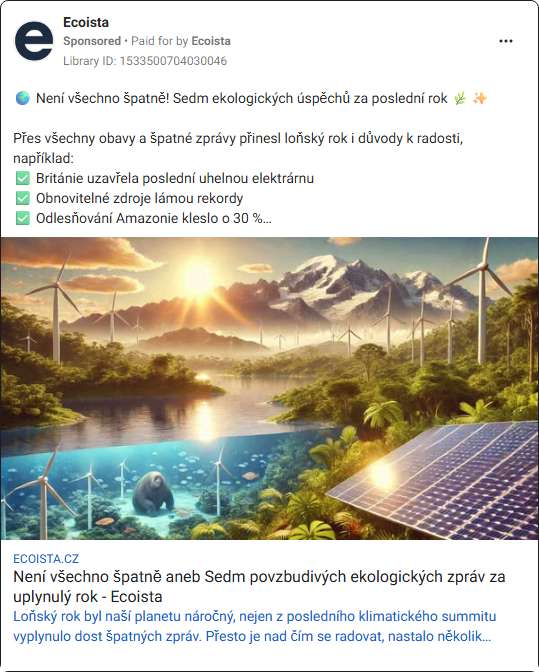 Ecoista
Sponsored • Paid for by Ecoista
Library ID: 1533500704030046
🌍 Není všechno špatně! Sedm ekologických úspěchů za poslední rok 🌿 ✨
Přes všechny obavy a špatné zprávy přinesl loňský rok i důvody k radosti,
například:
✅ Británie uzavřela poslední uhelnou elektrárnu
✅ Obnovitelné zdroje lámou rekordy
✅ Odlesňování Amazonie kleslo o 30 %...
ECOISTA.CZ
Není všechno špatně aneb Sedm povzbudivých ekologických zpráv za
uplynulý rok - Ecoista
Loňský rok byl naší planetu náročný, nejen z posledního klimatického summitu
vyplynulo dost špatných zpráv. Přesto je nad čím se radovat, nastalo několik...